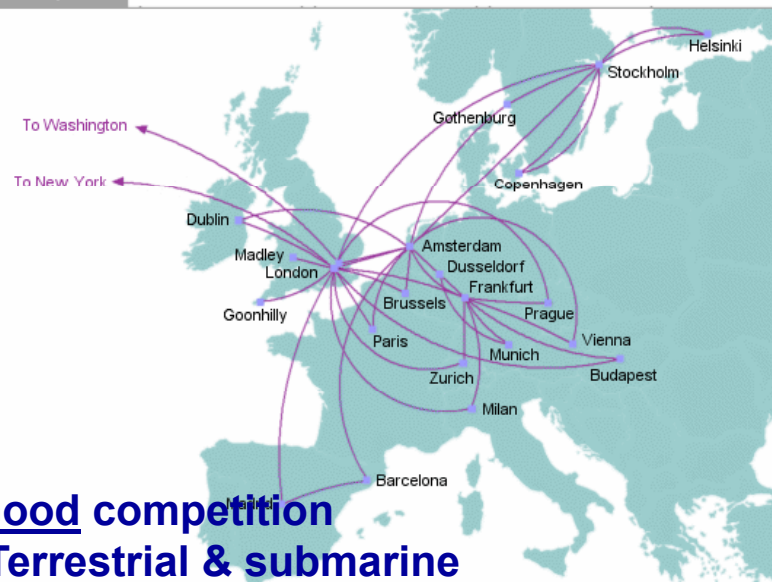 Helsinki
Stockholm
Gothenburg
To Washington
To New York
Copenhagen
Dublin
Amsterdam
Madley
London
Dusseldorf
Frankfurt
Goonhilly
Brussels
Prague
Paris
Vienna
Munich
Zurich
Budapest
Milan
Barcelona
Madrid
ood competition
Terrestrial & submarine